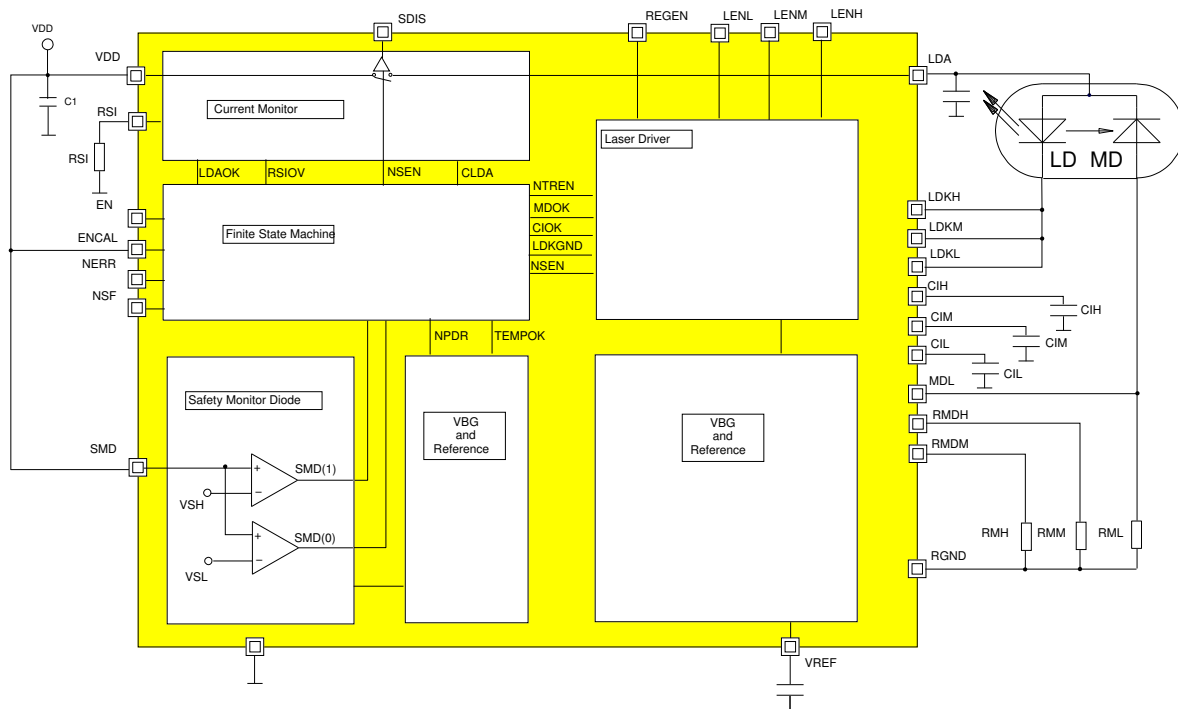 SDIS
REGEN
LENL
LENM
LENH
VDD
VDD
LDA
C1
Current Monitor
RSI
Laser Driver
RSI
LD MD
LDAOK
RSIOV
NSEN
CLDA
EN
NTREN
LDKH
MDOK
ENCAL
Finite State Machine
CIOK
LDKM
LDKGND
NERR
NSEN
LDKL
NSF
CIH
CIH
CIM
CIM
NPDR
TEMPOK
CIL
CIL
MDL
Safety Monitor Diode
RMDH
VBG
and
Reference
VBG
and
Reference
SMD
RMDM
+
SMD(1)
−
VSH
+
SMD(0)
−
VSL
RMH
RMM
RML
RGND
VREF